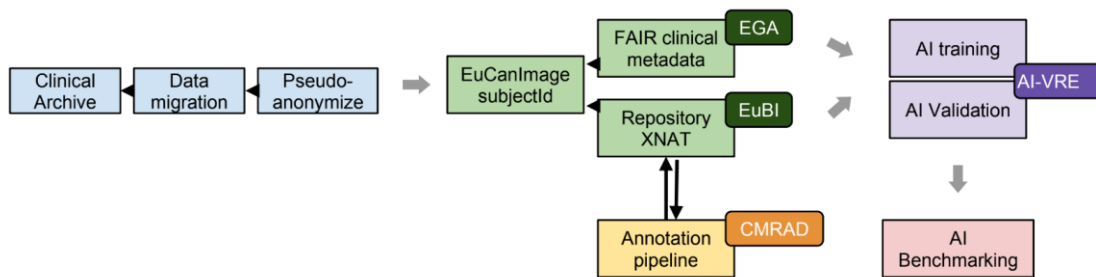 Clinical
Archive
Data
migration
Pseudo-
anonymize
EuCanImage
subjectId
FAIR clinical
metadata
EGA
Repository
XNAT
EuBI
Annotation
pipeline
CMRAD
AI training
AI Validation
AI-VRE
AI
Benchmarking